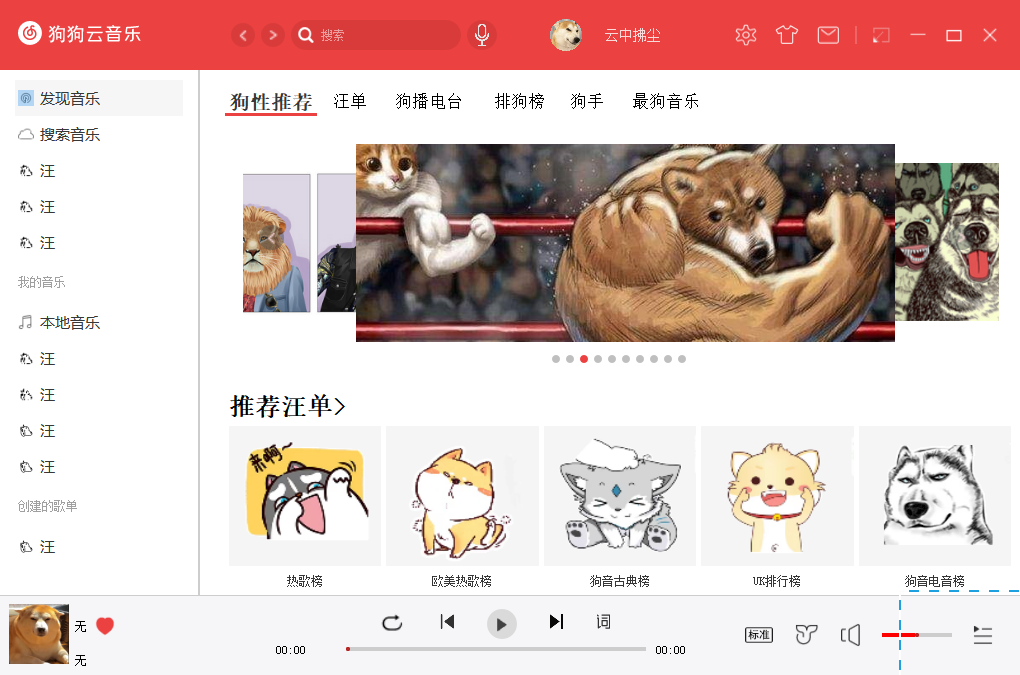 狗狗云音乐
搜索
云中拂尘
发现音乐
搜索音乐
汪
汪
汪
我的音乐
本地音乐
汪
汪
汪
汪
创建的歌单
汪
狗性推荐 汪单 狗播电台 排狗榜 狗手 最狗音乐
推荐汪单>
来啊~
热歌榜 欧美热歌榜 狗音古典榜 UK排行榜 狗音电音榜
无
无
词
00:00 00:00
标准